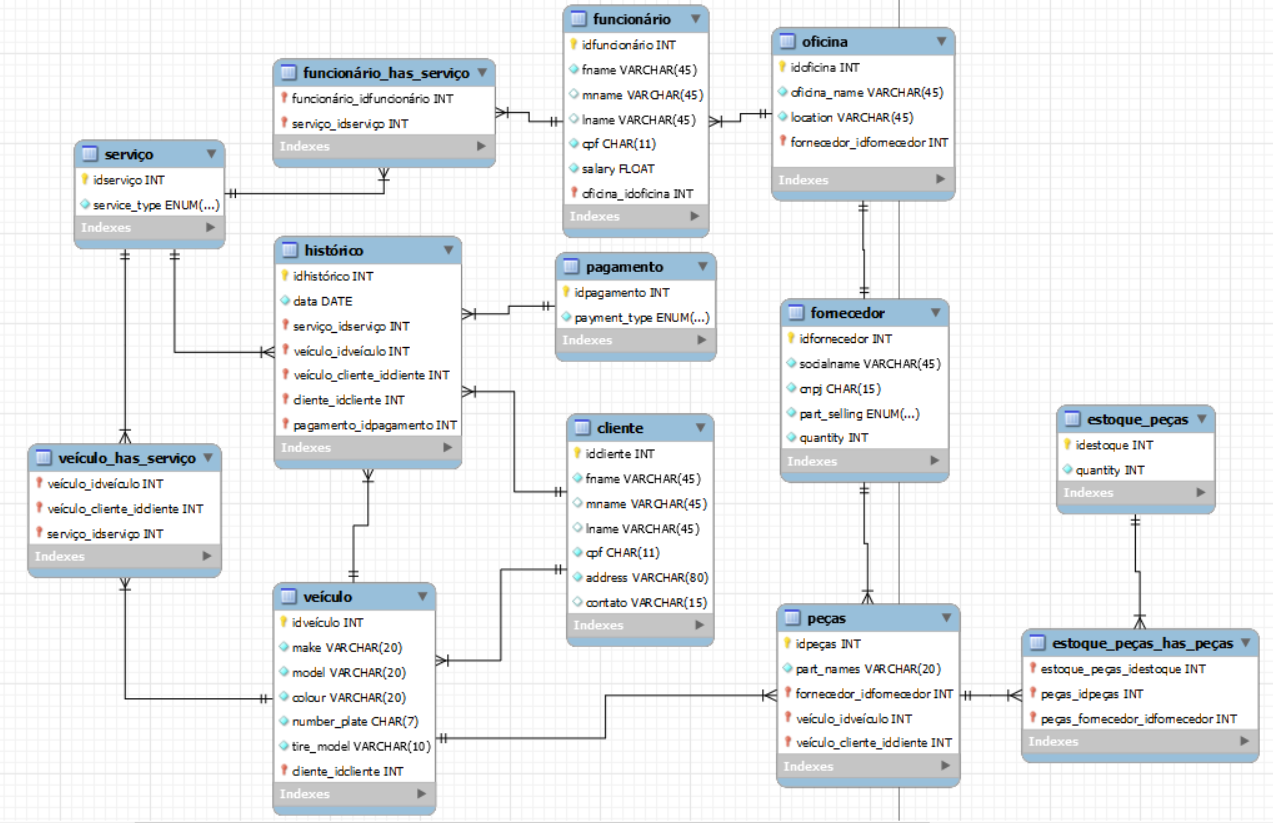 funcionário
idfuncionário INT
fname VARCHAR(45)
mname VARCHAR(45)
lname VARCHAR(45)
cpf CHAR(11)
salary FLOAT
oficina_idoficina INT
Indexes
oficina
idoficina INT
oficina_name VARCHAR(45)
location VARCHAR(45)
fornecedor_idfornecedor INT
Indexes
funcionário_has_serviço
funcionário_idfuncionário INT
serviço_idserviço INT
Indexes
serviço
idserviço INT
service_type ENUM(...)
Indexes
histórico
idhistórico INT
data DATE
serviço_idserviço INT
veículo_idveículo INT
veículo_cliente_idcliente INT
cliente_idcliente INT
pagamento_idpagamento INT
Indexes
pagamento
idpagamento INT
payment_type ENUM(...)
Indexes
fornecedor
idfornecedor INT
socialname VARCHAR(45)
cnpj CHAR(15)
part_selling ENUM(...)
quantity INT
Indexes
cliente
idcliente INT
fname VARCHAR(45)
mname VARCHAR(45)
lname VARCHAR(45)
cpf CHAR(11)
address VARCHAR(80)
contato VARCHAR(15)
Indexes
estoque_peças
idestoque INT
quantity INT
Indexes
veículo_has_serviço
veículo_idveículo INT
veículo_cliente_idcliente INT
serviço_idserviço INT
Indexes
veículo
idveículo INT
make VARCHAR(20)
model VARCHAR(20)
colour VARCHAR(20)
number_plate CHAR(7)
tire_model VARCHAR(10)
cliente_idcliente INT
Indexes
peças
idpeças INT
part_names VARCHAR(20)
fornecedor_idfornecedor INT
veículo_idveículo INT
veículo_cliente_idcliente INT
Indexes
estoque_peças_has_peças
estoque_peças_idestoque INT
peças_idpeças INT
peças_fornecedor_idfornecedor INT
Indexes